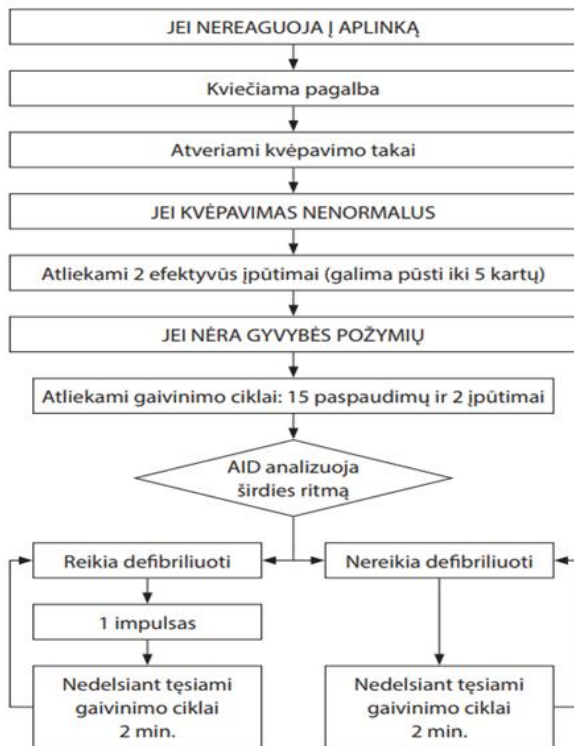 JEI NEREAGUOJA Į APLINKĄ
Kviečiama pagalba
Atveriami kvėpavimo takai
JEI KVĖPAVIMAS NENORMALUS
Atliekami 2 efektyvūs įpūtimai (galima pūsti iki 5 kartų)
JEI NĖRA GYVYBĖS POŽYMIŲ
Atliekami gaivinimo ciklai: 15 paspaudimų ir 2 įpūtimai
AID analizuoja
širdies ritmą
Reikia defibriliuoti
Nereikia defibriliuoti
1 impulsas
Nedelsiant tęsiami
gaivinimo ciklai
2 min.
Nedelsiant tęsiami
gaivinimo ciklai
2 min.